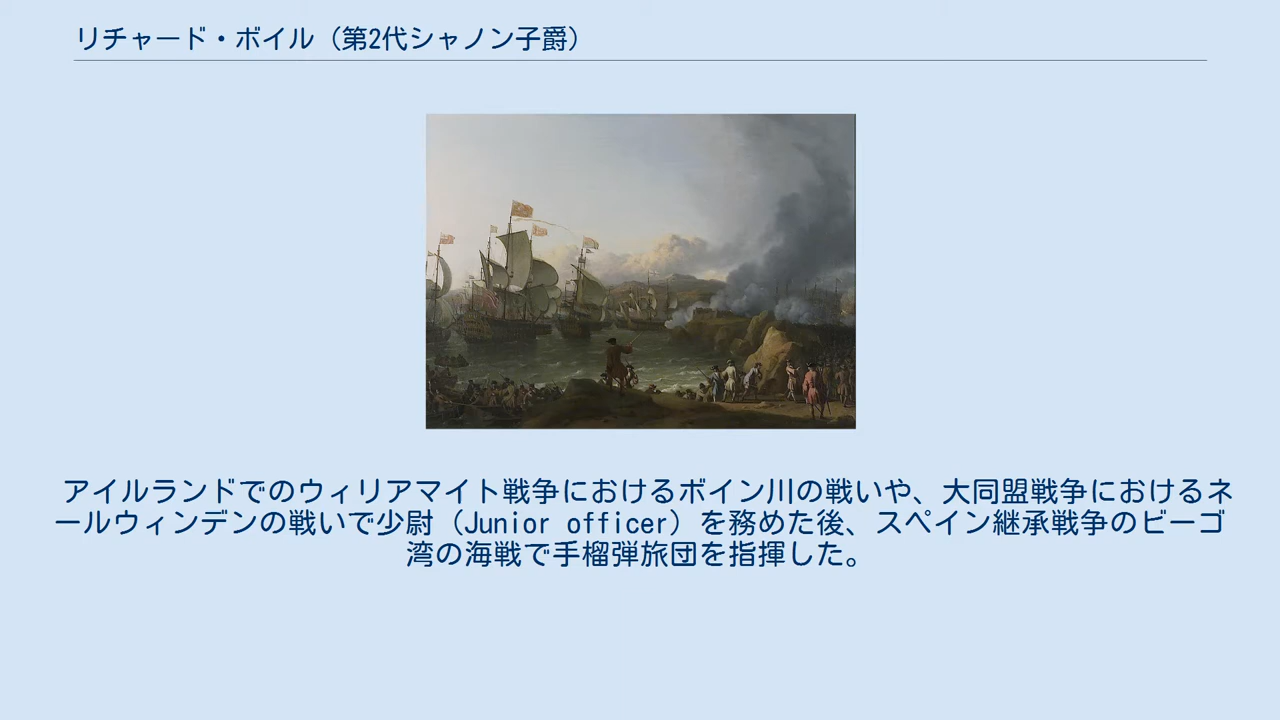 リチャード・ボイル（第2代シャノン子爵）
アイルランドでのウィリアマイト戦争におけるボイン川の戦いや、大同盟戦争におけるネ
ールウィンデンの戦いで少尉（Junior officer）を務めた後、スペイン継承戦争のビーゴ
湾の海戦で手榴弾旅団を指揮した。